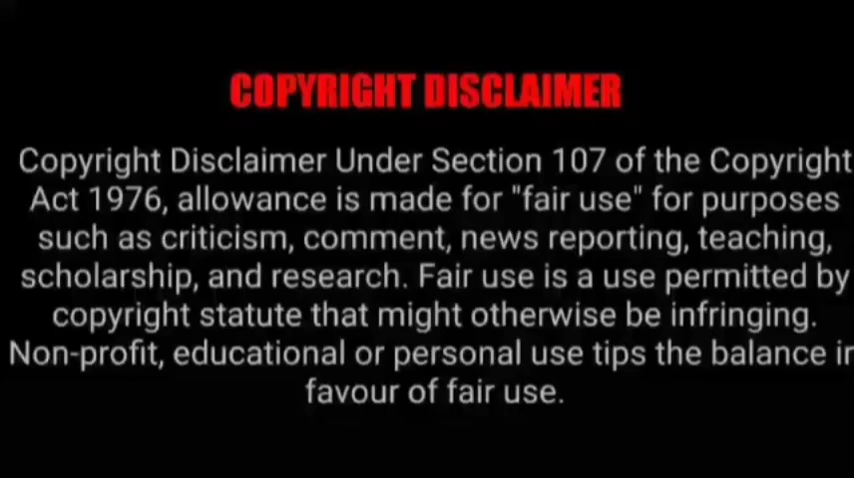 COPYRIGHT DISCLAIMER
Copyright Disclaimer Under Section 107 of the Copyright
Act 1976, allowance is made for "fair use" for purposes
such as criticism, comment, news reporting, teaching,
scholarship, and research. Fair use is a use permitted by
copyright statute that might otherwise be infringing.
Non-profit, educational or personal use tips the balance in
favour of fair use.